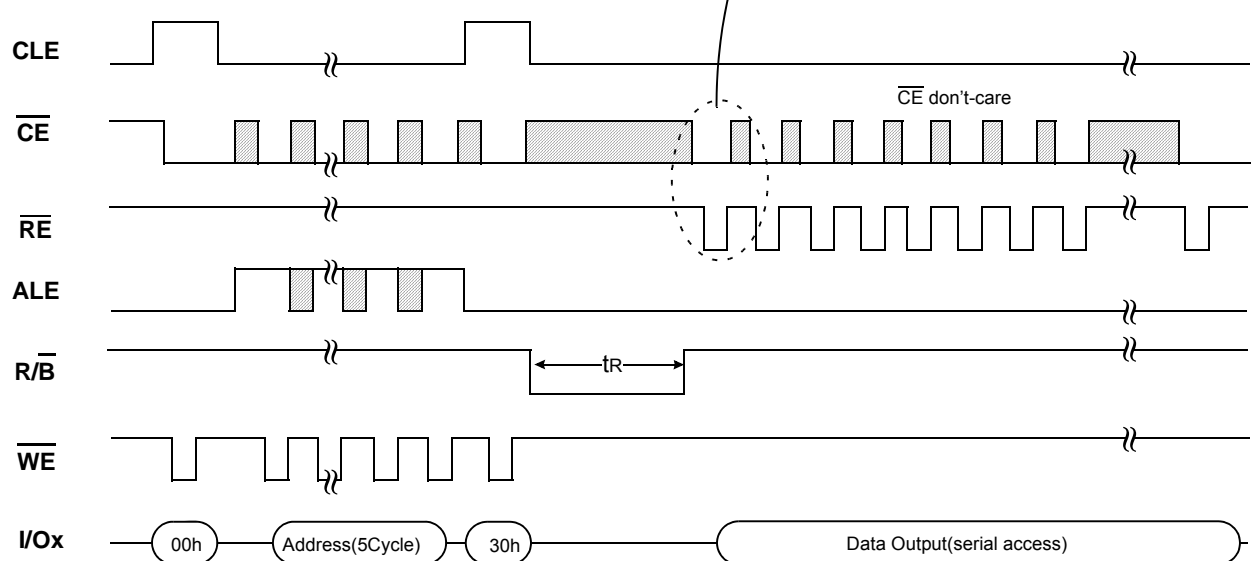 CLE
CE don't-care
CE
RE
ALE
R/B
tR
WE
I/Ox 00h Address(5Cycle) 30h Data Output(serial access)